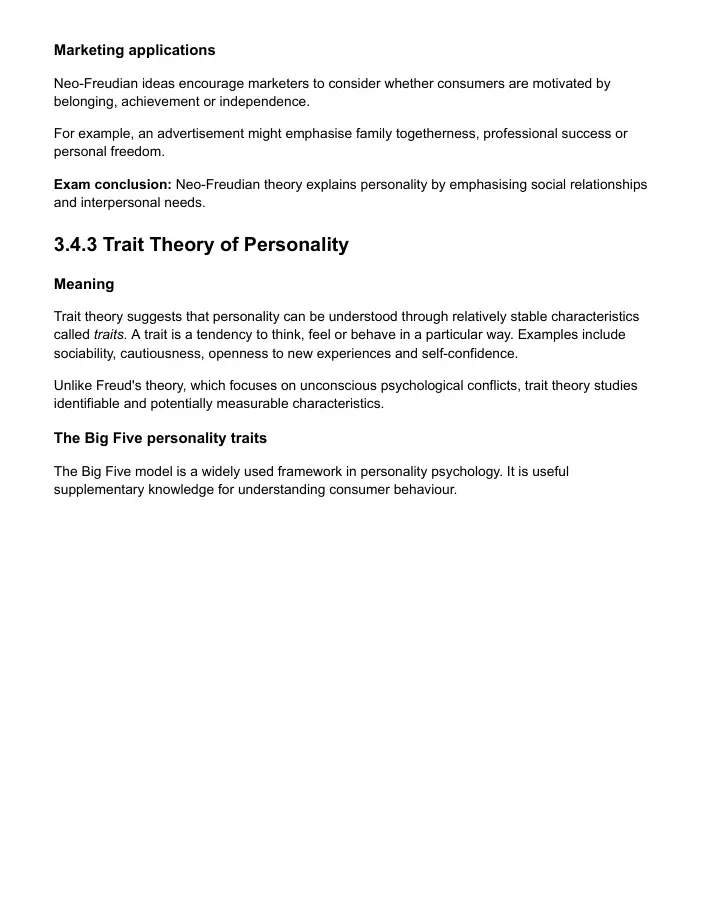 Marketing applications
Neo-Freudian ideas encourage marketers to consider whether consumers are motivated by
belonging, achievement or independence.
For example, an advertisement might emphasise family togetherness, professional success or
personal freedom.
Exam conclusion: Neo-Freudian theory explains personality by emphasising social relationships
and interpersonal needs.
3.4.3 Trait Theory of Personality
Meaning
Trait theory suggests that personality can be understood through relatively stable characteristics
called traits. A trait is a tendency to think, feel or behave in a particular way. Examples include
sociability, cautiousness, openness to new experiences and self-confidence.
Unlike Freud's theory, which focuses on unconscious psychological conflicts, trait theory studies
identifiable and potentially measurable characteristics.
The Big Five personality traits
The Big Five model is a widely used framework in personality psychology. It is useful
supplementary knowledge for understanding consumer behaviour.